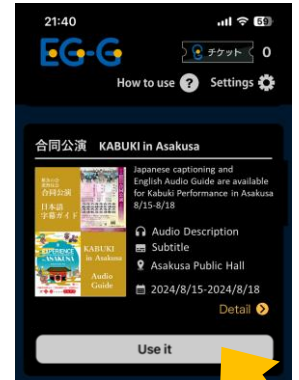 21:40
59
EG-G
チケット 0
How to use ? Settings
合同公演 KABUKI in Asakusa
合同公演
日本語
字幕ガイド
KABUKI
in Asakusa
Audio
Guide
EXPERIENCE
ASAKUSA
Japanese captioning and
English Audio Guide are available
for Kabuki Performance in Asakusa
8/15-8/18
Audio Description
Subtitle
Asakusa Public Hall
2024/8/15-2024/8/18
Detail
Use it